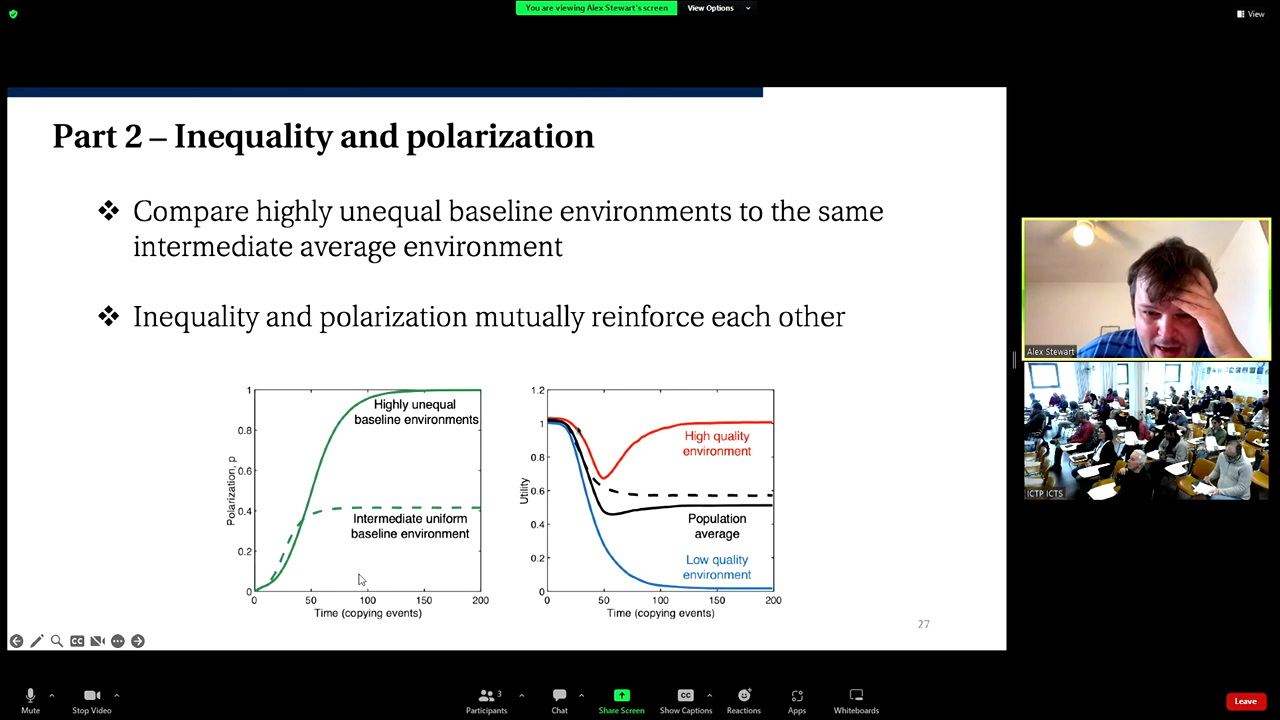 You are viewing Alex Stewart's screen
View Options
View
Part 2 – Inequality and polarization
❖ Compare highly unequal baseline environments to the same
intermediate average environment
❖ Inequality and polarization mutually reinforce each other
1
0.8
0.6
0.4
0.2
0
Polarization, p
Highly unequal
baseline environments
Intermediate uniform
baseline environment
0 50 100 150 200
Time (copying events)
1.2
1
0.8
0.6
0.4
0.2
0
Utility
High quality
environment
Population
average
Low quality
environment
0 50 100 150 200
Time (copying events)
27
CC
Alex Stewart
ICTP ICTS
Mute
Stop Video
3
Participants
Chat
Share Screen
CC
Show Captions
Reactions
Apps
Whiteboards
Leave